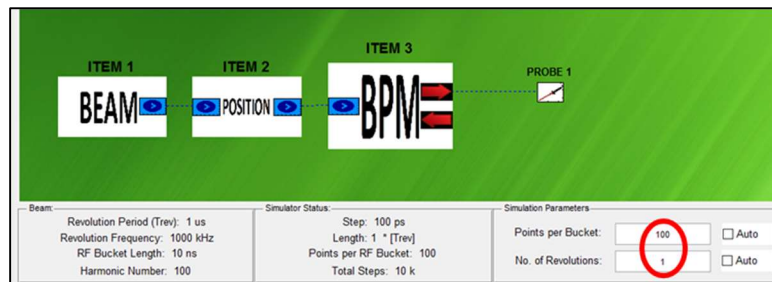 ITEM 1
ITEM 2
ITEM 3
BEAM
POSITION
BPM
PROBE 1
Beam:
Revolution Period (Trev): 1 us
Revolution Frequency: 1000 kHz
RF Bucket Length: 10 ns
Harmonic Number: 100
Simulator Status:
Step: 100 ps
Length: 1 * [Trev]
Points per RF Bucket: 100
Total Steps: 10 k
Simulation Parameters
Points per Bucket: 100 Auto
No. of Revolutions: 1 Auto